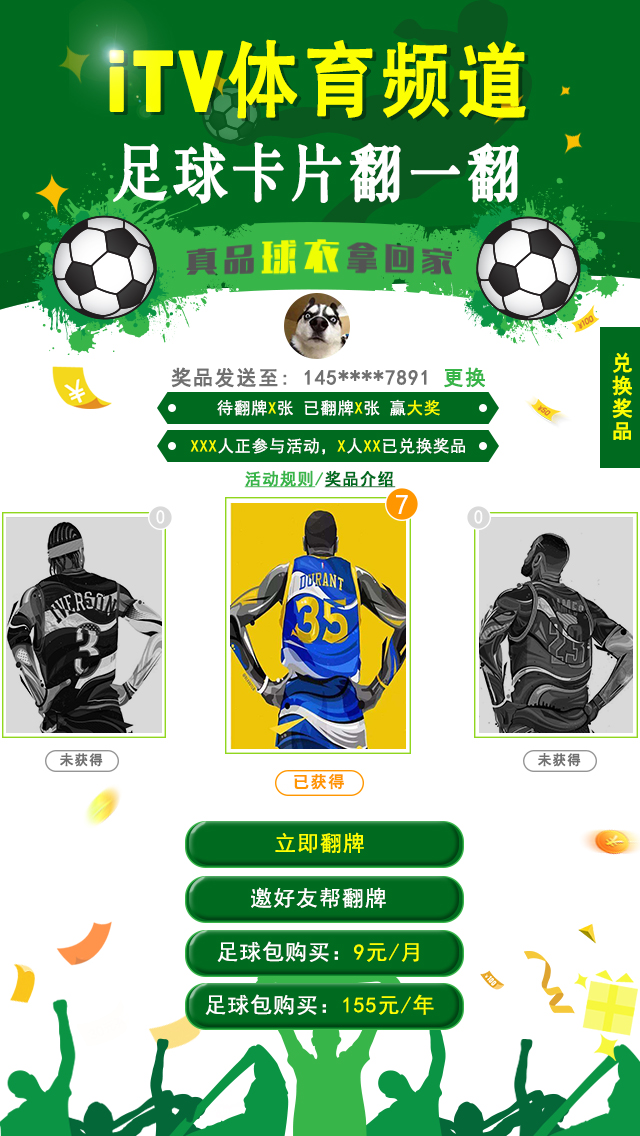 iTV体育频道
足球卡片翻一翻
真品球衣拿回家
¥100
奖品发送至：145****7891 更换
兑换奖品
待翻牌X张 已翻牌X张 赢大奖
¥50
XXX人正参与活动，X人XX已兑换奖品
活动规则/奖品介绍
0
7
0
IVERSON
3
DURANT
35
JAMES
23
未获得
已获得
未获得
立即翻牌
邀好友帮翻牌
足球包购买：9元/月
足球包购买：155元/年